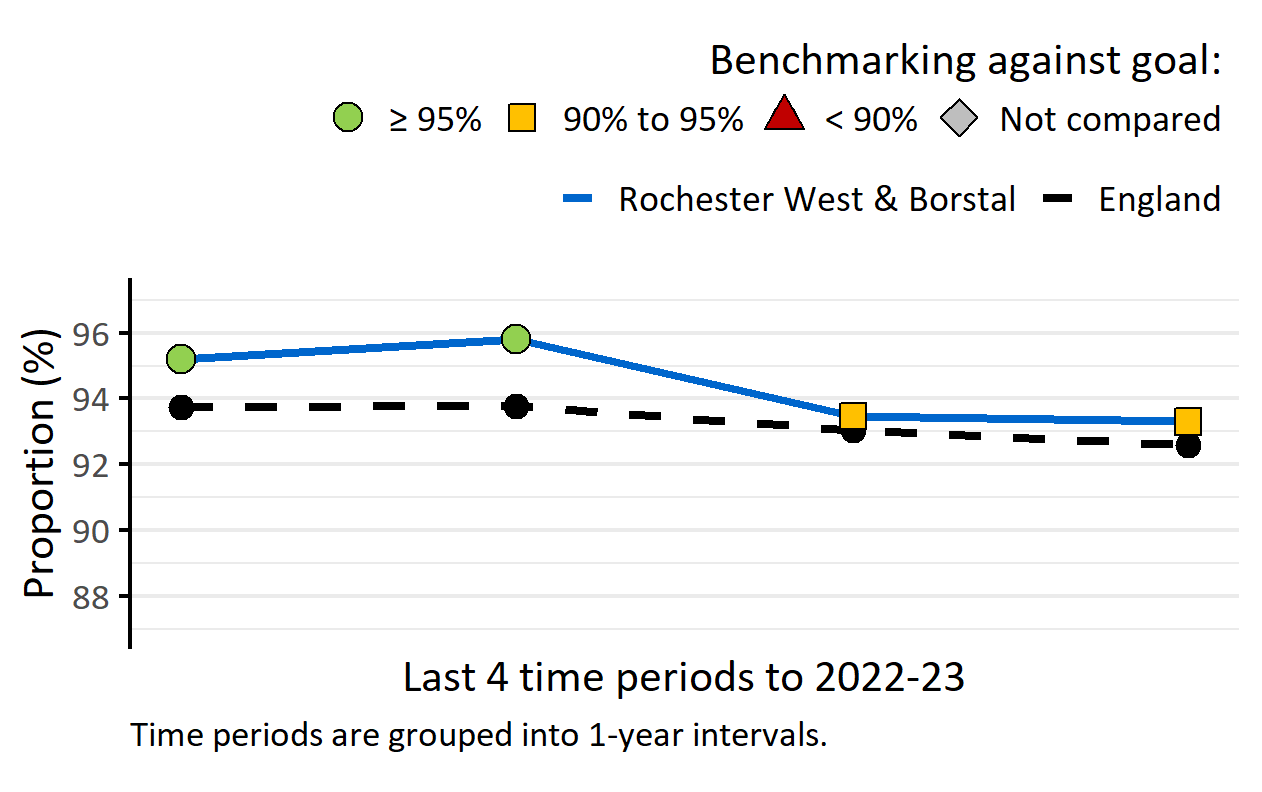 Benchmarking against goal:
≥ 95% 90% to 95% < 90% Not compared
Rochester West & Borstal England
Proportion (%)
96
94
92
90
88
Last 4 time periods to 2022-23
Time periods are grouped into 1-year intervals.